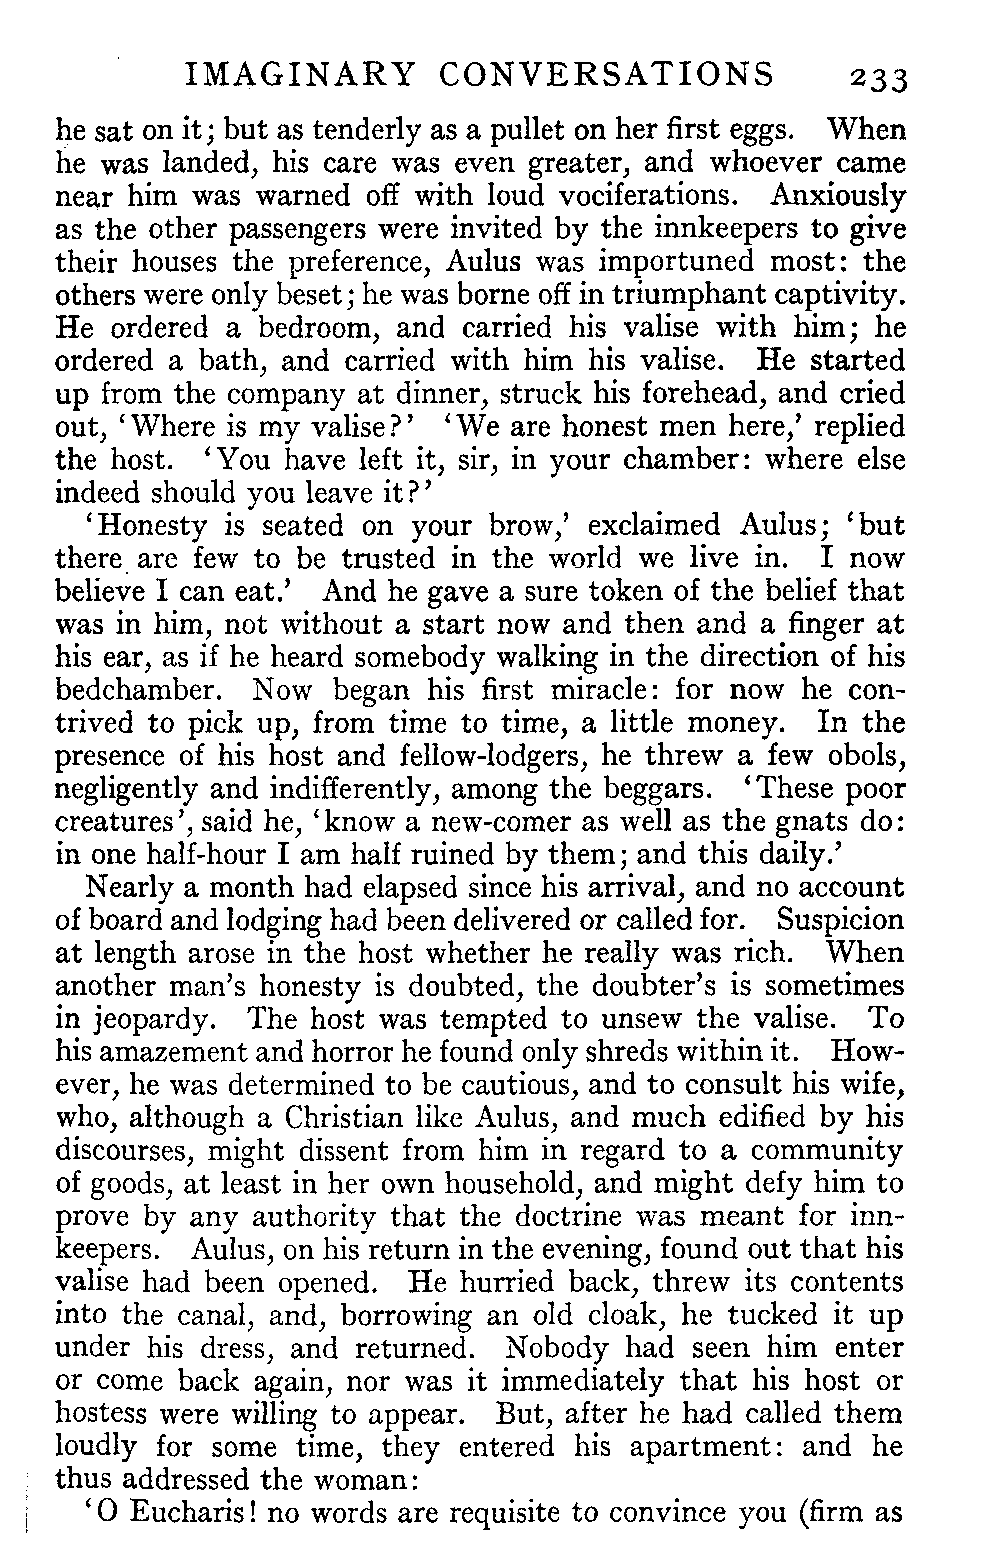 IMAGINARY CONVERSATIONS 233
he sat on it; but as tenderly as a pullet on her first eggs. When
he was landed, his care was even greater, and whoever came
near him was warned off with loud vociferations. Anxiously
as the other passengers were invited by the innkeepers to give
their houses the preference, Aulus was importuned most: the
others were only beset; he was borne off in triumphant captivity.
He ordered a bedroom, and carried his valise with him; he
ordered a bath, and carried with him his valise. He started
up from the company at dinner, struck his forehead, and cried
out, ‘Where is my valise?’ ‘We are honest men here,’ replied
the host. ‘You have left it, sir, in your chamber: where else
indeed should you leave it?’
‘Honesty is seated on your brow,’ exclaimed Aulus; ‘but
there are few to be trusted in the world we live in. I now
believe I can eat.’ And he gave a sure token of the belief that
was in him, not without a start now and then and a finger at
his ear, as if he heard somebody walking in the direction of his
bedchamber. Now began his first miracle: for now he con-
trived to pick up, from time to time, a little money. In the
presence of his host and fellow-lodgers, he threw a few obols,
negligently and indifferently, among the beggars. ‘These poor
creatures’, said he, ‘know a new-comer as well as the gnats do:
in one half-hour I am half ruined by them; and this daily.’
Nearly a month had elapsed since his arrival, and no account
of board and lodging had been delivered or called for. Suspicion
at length arose in the host whether he really was rich. When
another man’s honesty is doubted, the doubter’s is sometimes
in jeopardy. The host was tempted to unsew the valise. To
his amazement and horror he found only shreds within it. How-
ever, he was determined to be cautious, and to consult his wife,
who, although a Christian like Aulus, and much edified by his
discourses, might dissent from him in regard to a community
of goods, at least in her own household, and might defy him to
prove by any authority that the doctrine was meant for inn-
keepers. Aulus, on his return in the evening, found out that his
valise had been opened. He hurried back, threw its contents
into the canal, and, borrowing an old cloak, he tucked it up
under his dress, and returned. Nobody had seen him enter
or come back again, nor was it immediately that his host or
hostess were willing to appear. But, after he had called them
loudly for some time, they entered his apartment: and he
thus addressed the woman:
‘O Eucharis! no words are requisite to convince you (firm as